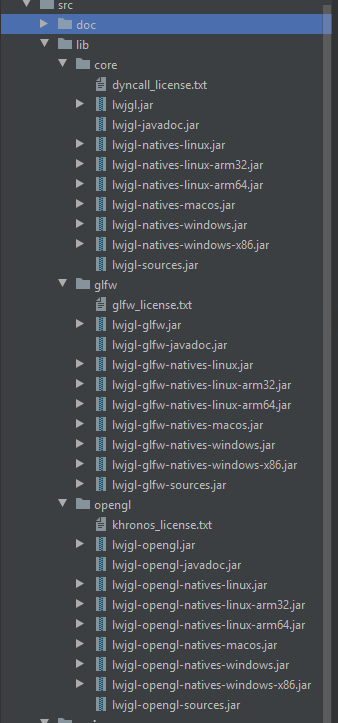 src
doc
lib
core
dyncall_license.txt
lwjgl.jar
lwjgl-javadoc.jar
lwjgl-natives-linux.jar
lwjgl-natives-linux-arm32.jar
lwjgl-natives-linux-arm64.jar
lwjgl-natives-macos.jar
lwjgl-natives-windows.jar
lwjgl-natives-windows-x86.jar
lwjgl-sources.jar
glfw
glfw_license.txt
lwjgl-glfw.jar
lwjgl-glfw-javadoc.jar
lwjgl-glfw-natives-linux.jar
lwjgl-glfw-natives-linux-arm32.jar
lwjgl-glfw-natives-linux-arm64.jar
lwjgl-glfw-natives-macos.jar
lwjgl-glfw-natives-windows.jar
lwjgl-glfw-natives-windows-x86.jar
lwjgl-glfw-sources.jar
opengl
khronos_license.txt
lwjgl-opengl.jar
lwjgl-opengl-javadoc.jar
lwjgl-opengl-natives-linux.jar
lwjgl-opengl-natives-linux-arm32.jar
lwjgl-opengl-natives-linux-arm64.jar
lwjgl-opengl-natives-macos.jar
lwjgl-opengl-natives-windows.jar
lwjgl-opengl-natives-windows-x86.jar
lwjgl-opengl-sources.jar